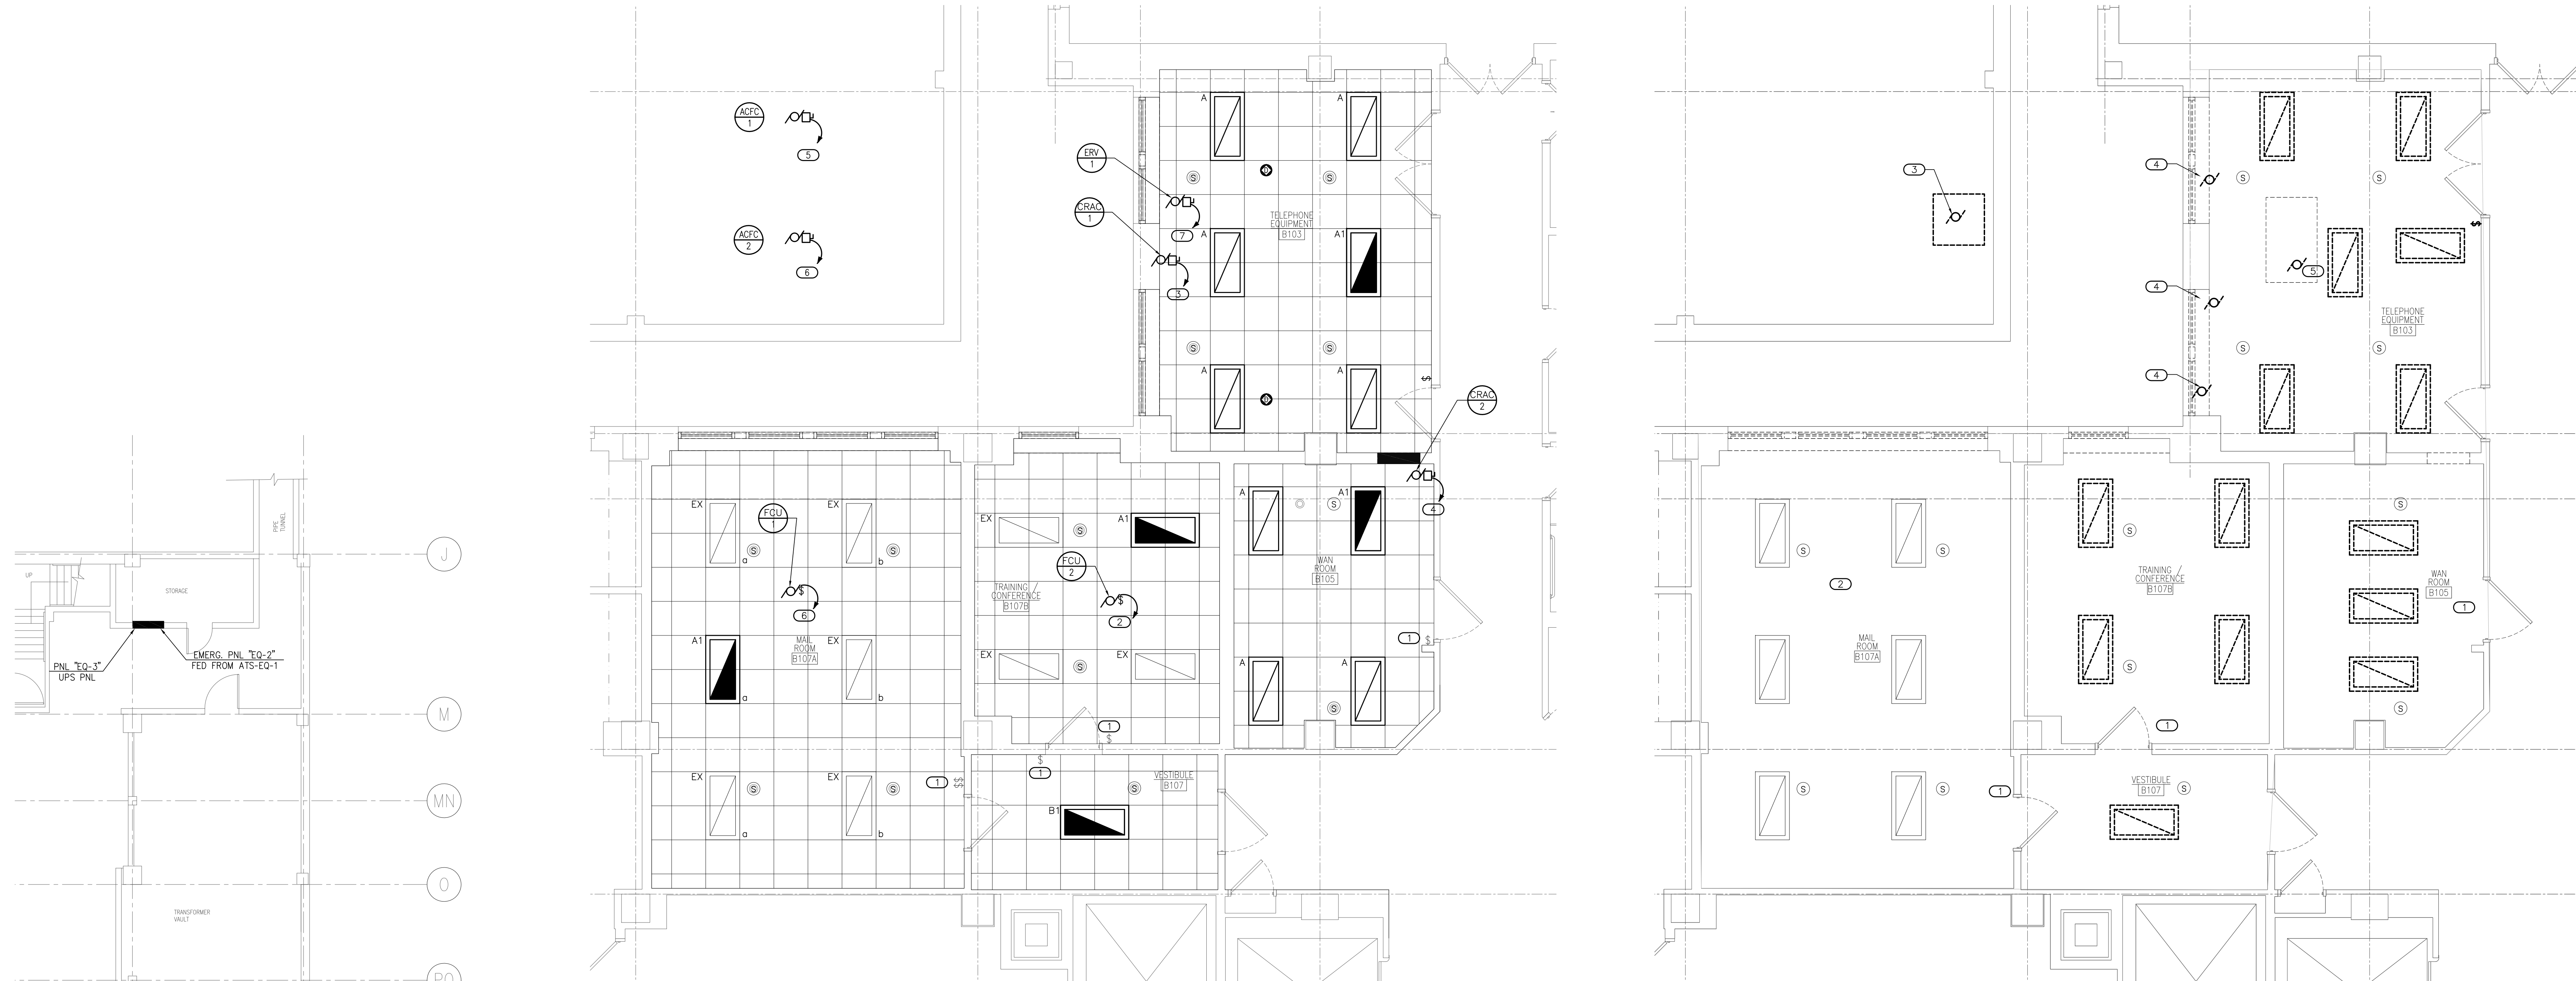 J
PIPE
TUNNEL
UP
STORAGE
PNL "EQ-3"
UPS PNL
EMERG. PNL "EQ-2"
FED FROM ATS-EQ-1
M
MN
O
TRANSFORMER
VAULT
PQ
ACFC
1
5
ACFC
2
6
ERV
1
7
CRAC
1
3
A
A
S
S
TELEPHONE
EQUIPMENT
B103
A
A1
S
S
A
A
$
CRAC
2
4
EX
EX
FCU
1
S
S
a
b
$
6
MAIL
ROOM
B107A
A1
EX
a
b
EX
EX
S
S
a
b
1
$$
EX
A1
S
FCU
2
$
2
TRAINING /
CONFERENCE
B107B
EX
EX
S
1
$
$
1
A
A1
S
WAN
ROOM
B105
1
$
A
A
S
VESTIBULE
B107
S
B1
3
4
4
4
S
S
$
5
TELEPHONE
EQUIPMENT
B103
S
S
S
S
2
MAIL
ROOM
B107A
S
S
1
S
TRAINING /
CONFERENCE
B107B
S
1
S
WAN
ROOM
B105
1
S
VESTIBULE
B107
S